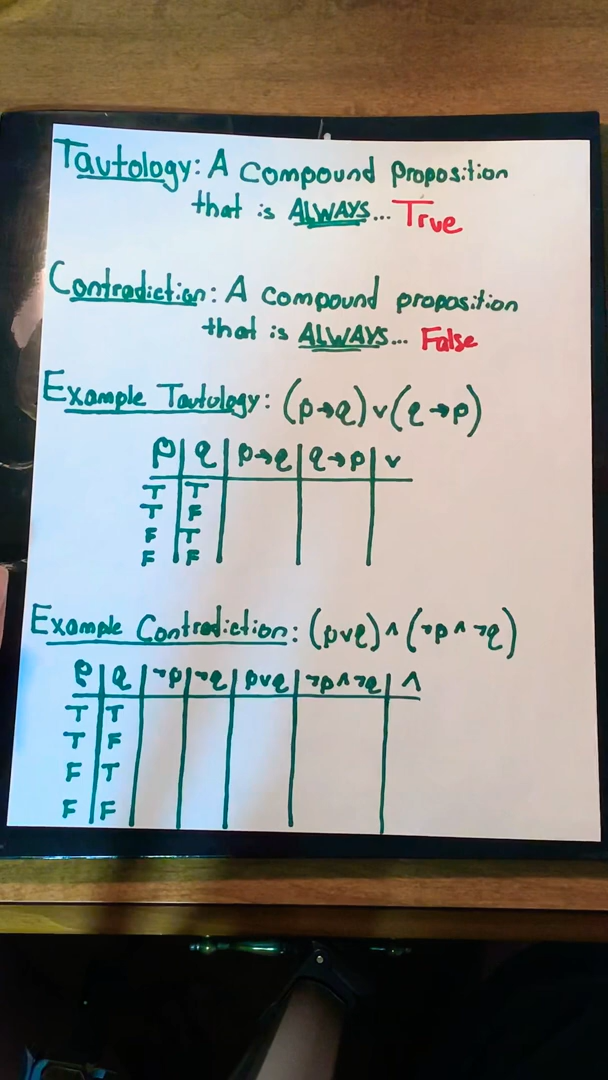 Tautology: A compound proposition
that is ALWAYS... True
Contradiction: A compound proposition
that is ALWAYS... False
Example Tautology: (p→q)∨(q→p)
p q p→q q→p ∨
T T
T F
F T
F F
Example Contradiction: (p∨q)∧(¬p∧¬q)
p q ¬p ¬q p∨q ¬p∧¬q ∧
T T
T F
F T
F F